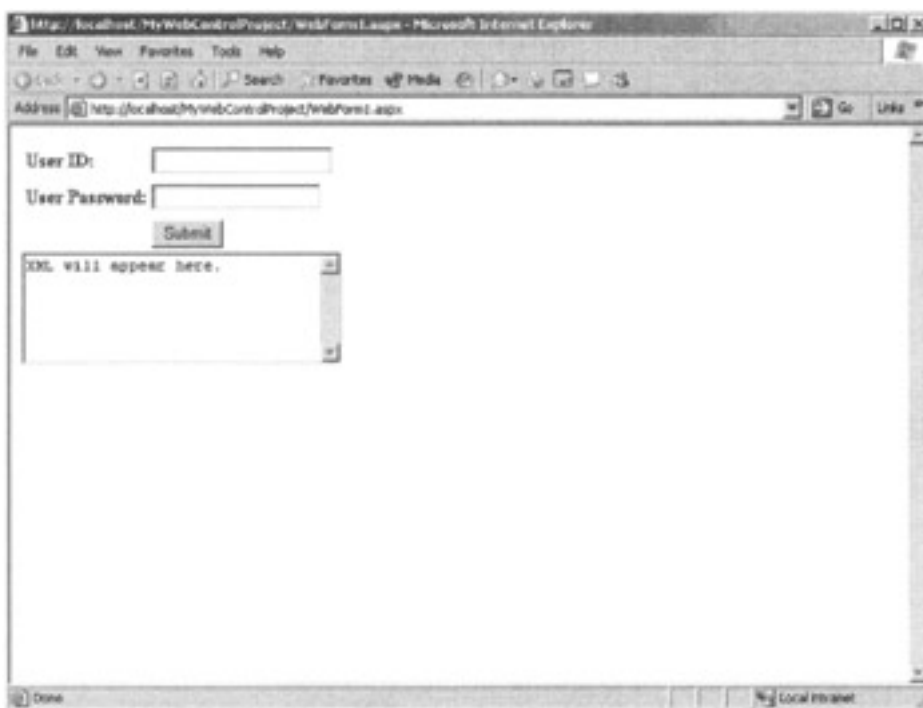 http://localhost/MyWebControlProject/WebForm1.aspx - Microsoft Internet Explorer
File Edit View Favorites Tools Help
Back Search Favorites Media
Address http://localhost/MyWebControlProject/WebForm1.aspx Go Links
User ID:
User Password:
Submit
XML will appear here.
Done Local intranet